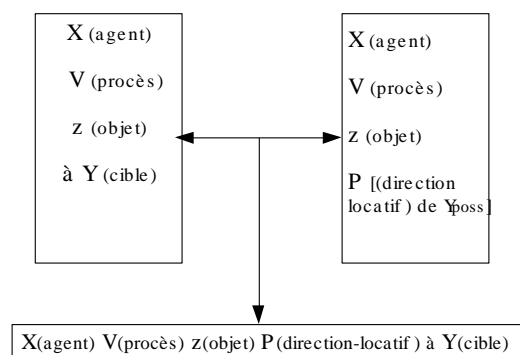 X (agent)
V (procès)
z (objet)
à Y (cible)
X (agent)
V (procès)
z (objet)
P [(direction
locatif) de Yposs]
X(agent) V(procès) z(objet) P(direction-locatif) à Y(cible)